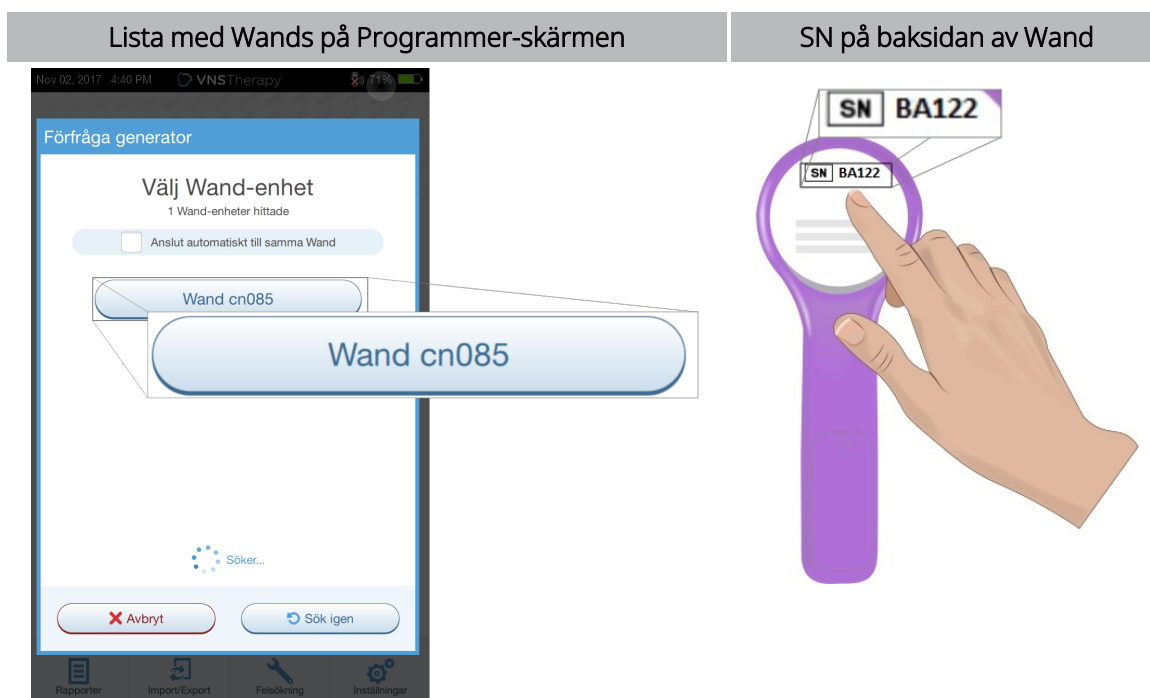 Lista med Wands på Programmer-skärmen
SN på baksidan av Wand
Nov 02, 2017 4:40 PM
VNSTherapy
71%
Förfråga generator
Välj Wand-enhet
1 Wand-enheter hittade
Anslut automatiskt till samma Wand
Wand cn085
Wand cn085
Söker...
Avbryt
Sök igen
Rapporter
Import/Export
Felsökning
Inställningar
SN BA122
SN BA122